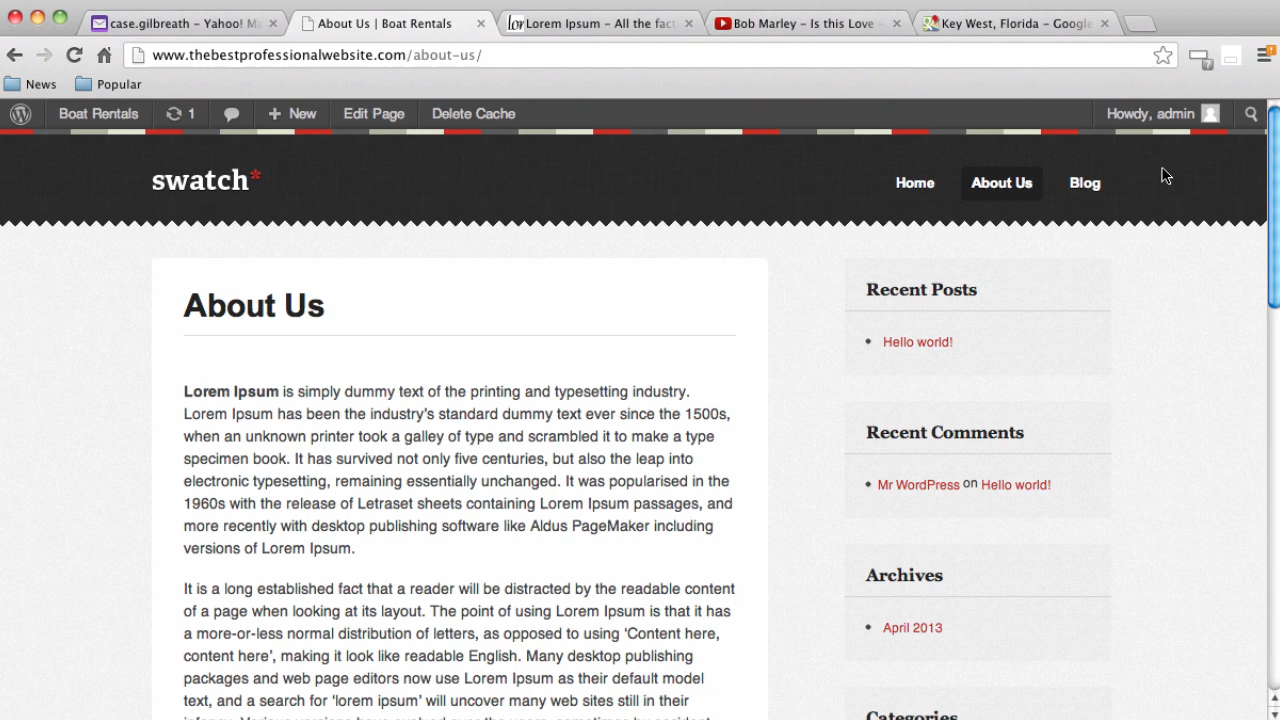 case.gilbreath – Yahoo! Ma
About Us | Boat Rentals
Lorem Ipsum - All the fact
Bob Marley - Is this Love -
Key West, Florida - Google
www.thebestprofessionalwebsite.com/about-us/
News
Popular
Boat Rentals
1
New
Edit Page
Delete Cache
Howdy, admin
swatch*
Home
About Us
Blog
About Us
Lorem Ipsum is simply dummy text of the printing and typesetting industry.
Lorem Ipsum has been the industry's standard dummy text ever since the 1500s,
when an unknown printer took a galley of type and scrambled it to make a type
specimen book. It has survived not only five centuries, but also the leap into
electronic typesetting, remaining essentially unchanged. It was popularised in the
1960s with the release of Letraset sheets containing Lorem Ipsum passages, and
more recently with desktop publishing software like Aldus PageMaker including
versions of Lorem Ipsum.
It is a long established fact that a reader will be distracted by the readable content
of a page when looking at its layout. The point of using Lorem Ipsum is that it has
a more-or-less normal distribution of letters, as opposed to using ‘Content here,
content here’, making it look like readable English. Many desktop publishing
packages and web page editors now use Lorem Ipsum as their default model
text, and a search for ‘lorem ipsum’ will uncover many web sites still in their
Recent Posts
Hello world!
Recent Comments
Mr WordPress on Hello world!
Archives
April 2013
Categories